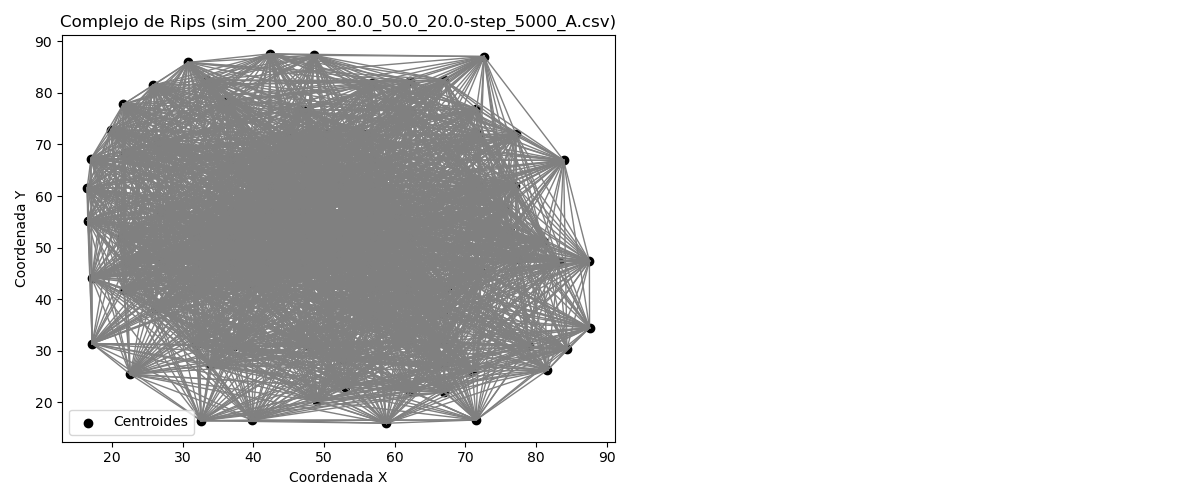 Complejo de Rips (sim_200_200_80.0_50.0_20.0-step_5000_A.csv)
90
80
70
60
50
40
30
20
Coordenada Y
Centroides
20 30 40 50 60 70 80 90
Coordenada X